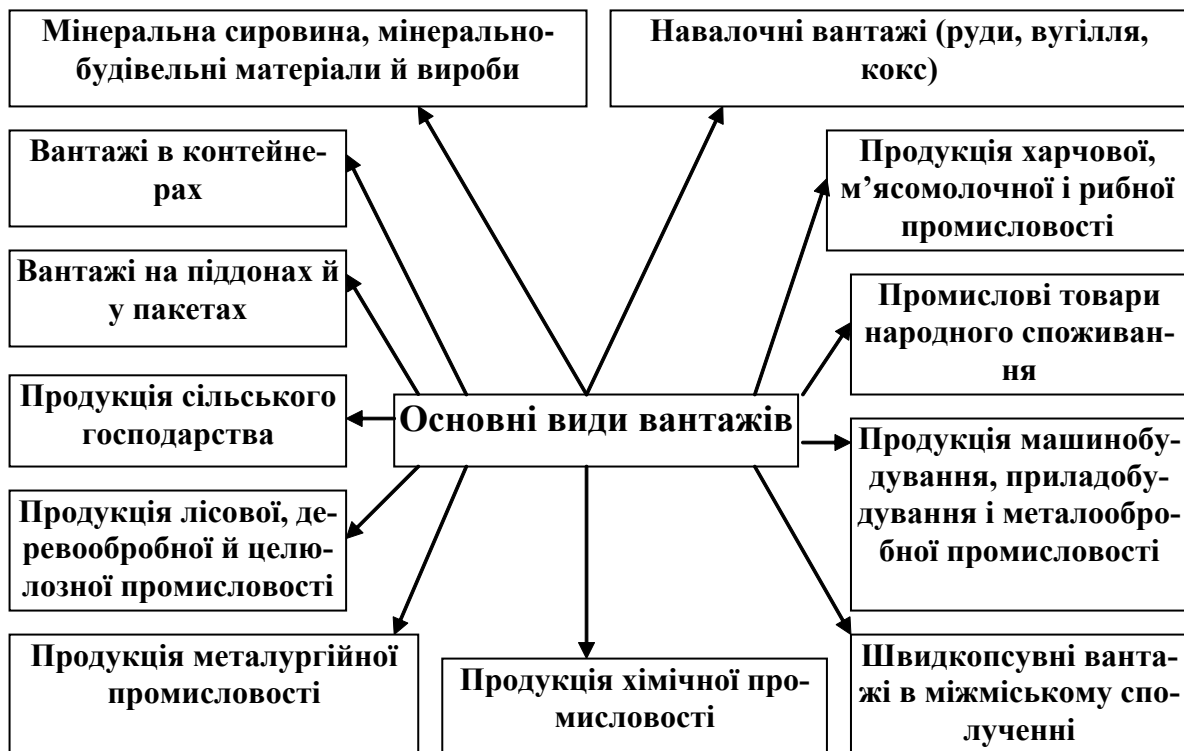 Мінеральна сировина, мінерально-
будівельні матеріали й вироби
Навалочні вантажі (руди, вугілля,
кокс)
Вантажі в контейне-
рах
Продукція харчової,
м’ясомолочної і рибної
промисловості
Вантажі на піддонах й
у пакетах
Промислові товари
народного споживан-
ня
Продукція сільського
господарства
Основні види вантажів
Продукція машинобу-
дування, приладобу-
дування і металообро-
бної промисловості
Продукція лісової, де-
ревообробної й целю-
лозної промисловості
Продукція металургійної
промисловості
Продукція хімічної про-
мисловості
Швидкопсувні ванта-
жі в міжміському спо-
лученні